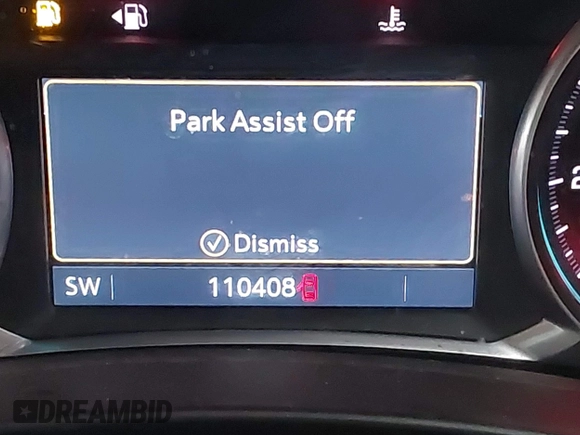 Park Assist Off
Dismiss
SW 110408
DREAMBID